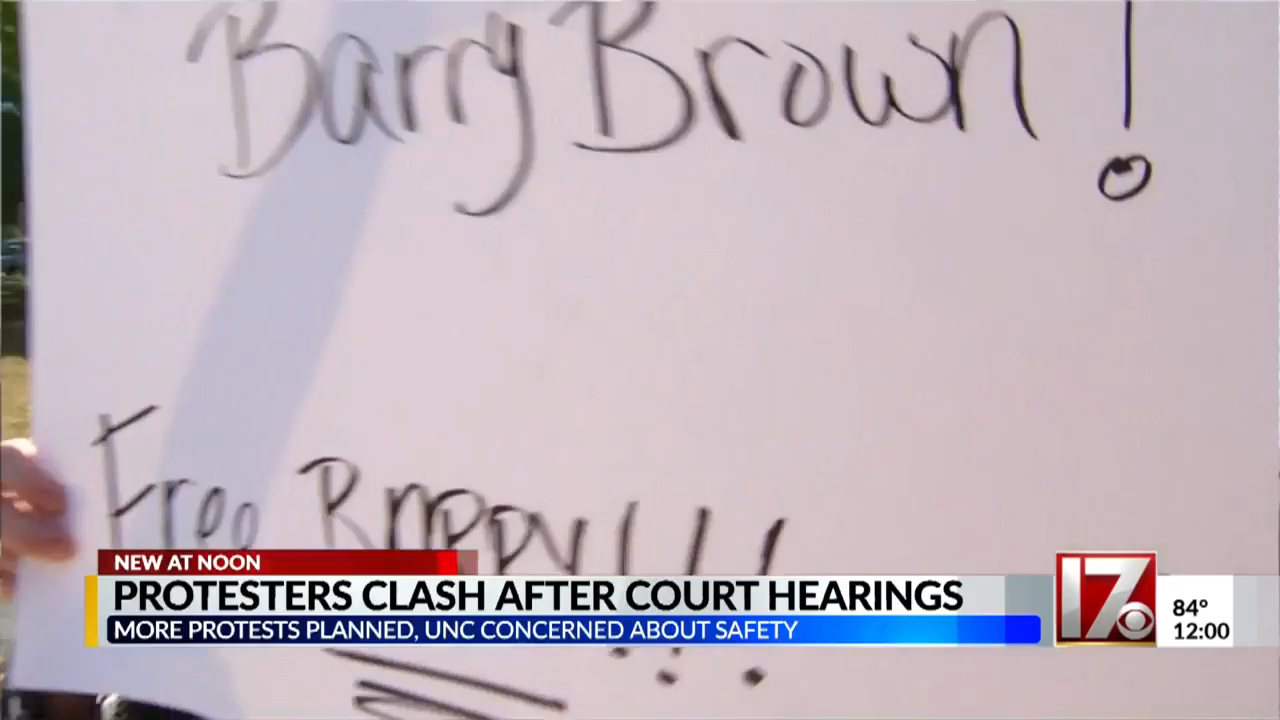 Barry Brown!
Free
NEW AT NOON
PROTESTERS CLASH AFTER COURT HEARINGS
MORE PROTESTS PLANNED, UNC CONCERNED ABOUT SAFETY
17
84°
12:00